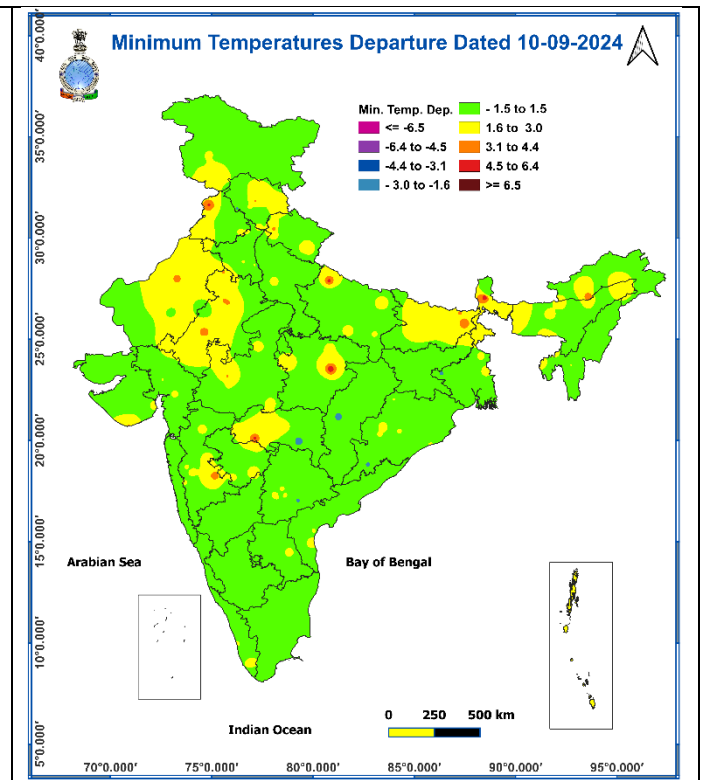 Minimum Temperatures Departure Dated 10-09-2024
Min. Temp. Dep.
<= -6.5
-6.4 to -4.5
-4.4 to -3.1
- 3.0 to -1.6
- 1.5 to 1.5
1.6 to 3.0
3.1 to 4.4
4.5 to 6.4
>= 6.5
40°0.000'
35°0.000'
30°0.000'
25°0.000'
20°0.000'
15°0.000'
10°0.000'
5°0.000'
Arabian Sea
Bay of Bengal
Indian Ocean
0 250 500 km
70°0.000' 75°0.000' 80°0.000' 85°0.000' 90°0.000' 95°0.000'